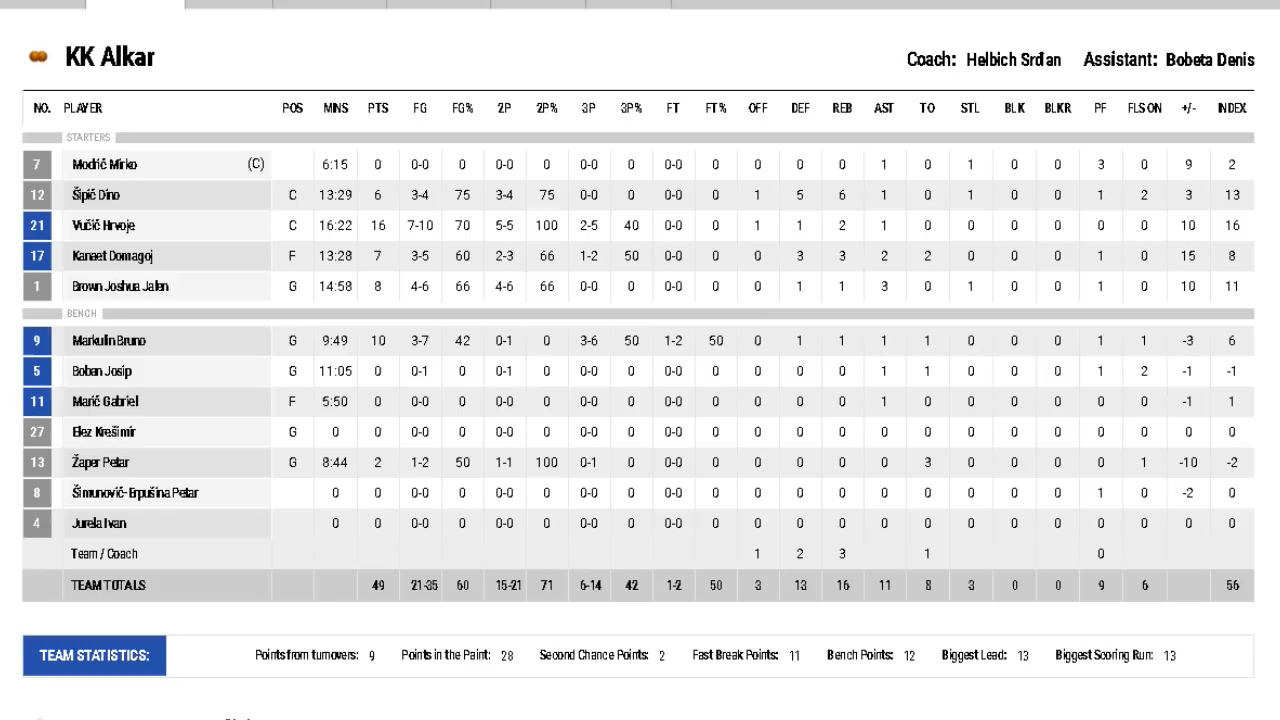 KK Alkar
Coach: Helbich Srđan Assistant: Bobeta Denis
NO. PLAYER POS MINS PTS FG FG% 2P 2P% 3P 3P% FT FT% OFF DEF REB AST TO STL BLK BLKR PF FLS ON +/- INDEX
STARTERS
7 Modrić Mirko (C) 6:15 0 0-0 0 0-0 0 0-0 0 0-0 0 0 0 0 1 0 1 0 0 3 0 9 2
12 Šipić Dino C 13:29 6 3-4 75 3-4 75 0-0 0 0-0 0 1 5 6 1 0 1 0 0 1 2 3 13
21 Vučić Hrvoje C 16:22 16 7-10 70 5-5 100 2-5 40 0-0 0 1 1 2 1 0 0 0 0 0 0 10 16
17 Kanaet Domagoj F 13:28 7 3-5 60 2-3 66 1-2 50 0-0 0 0 3 3 2 2 0 0 0 1 0 15 8
1 Brown Joshua Jalen G 14:58 8 4-6 66 4-6 66 0-0 0 0-0 0 0 1 1 3 0 1 0 0 1 0 10 11
BENCH
9 Markulin Bruno G 9:49 10 3-7 42 0-1 0 3-6 50 1-2 50 0 1 1 1 1 0 0 0 1 1 -3 6
5 Boban Josip G 11:05 0 0-1 0 0-1 0 0-0 0 0-0 0 0 0 0 1 1 0 0 0 1 2 -1 -1
11 Marić Gabriel F 5:50 0 0-0 0 0-0 0 0-0 0 0-0 0 0 0 0 1 0 0 0 0 0 0 -1 1
27 Elez Krešimir G 0 0 0-0 0 0-0 0 0-0 0 0-0 0 0 0 0 0 0 0 0 0 0 0 0 0
13 Žaper Petar G 8:44 2 1-2 50 1-1 100 0-1 0 0-0 0 0 0 0 0 3 0 0 0 0 1 -10 -2
8 Šimunović-Erpušina Petar 0 0 0-0 0 0-0 0 0-0 0 0-0 0 0 0 0 0 0 0 0 0 1 0 -2 0
4 Jurela Ivan 0 0 0-0 0 0-0 0 0-0 0 0-0 0 0 0 0 0 0 0 0 0 0 0 0 0
Team / Coach 1 2 3 1 0
TEAM TOTALS 49 21-35 60 15-21 71 6-14 42 1-2 50 3 13 16 11 8 3 0 0 9 6 56
TEAM STATISTICS: Points from turnovers: 9 Points in the Paint: 28 Second Chance Points: 2 Fast Break Points: 11 Bench Points: 12 Biggest Lead: 13 Biggest Scoring Run: 13